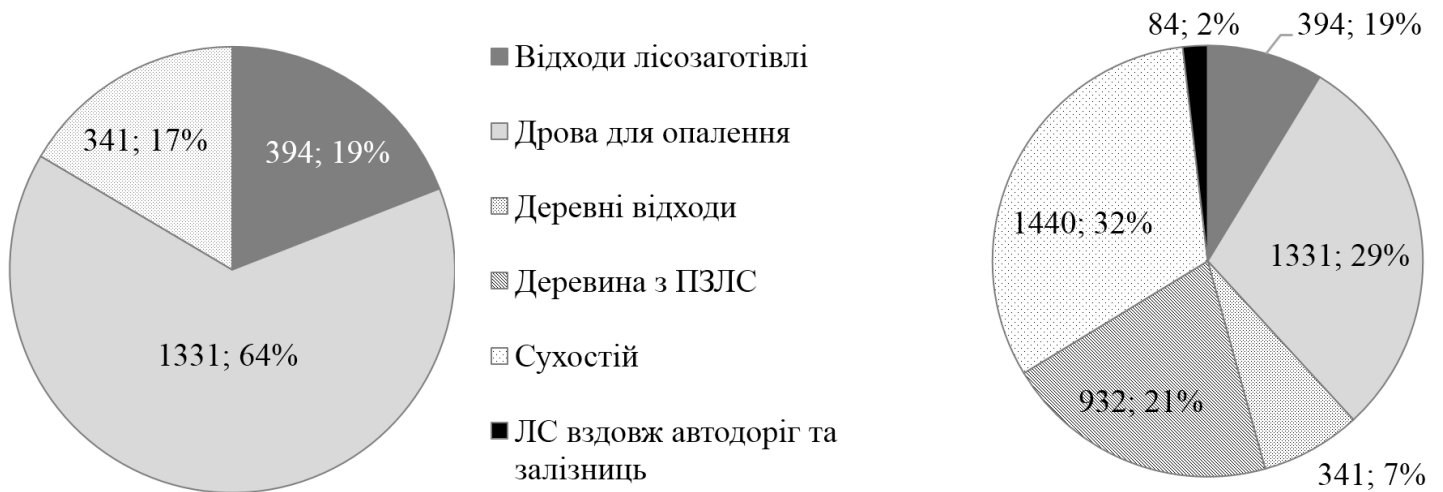 341; 17%
394; 19%
1331; 64%
Відходи лісозаготівлі
Дрова для опалення
Деревні відходи
Деревина з ПЗЛС
Сухостій
ЛС вздовж автодоріг та
залізниць
84; 2%
394; 19%
1440; 32%
1331; 29%
932; 21%
341; 7%